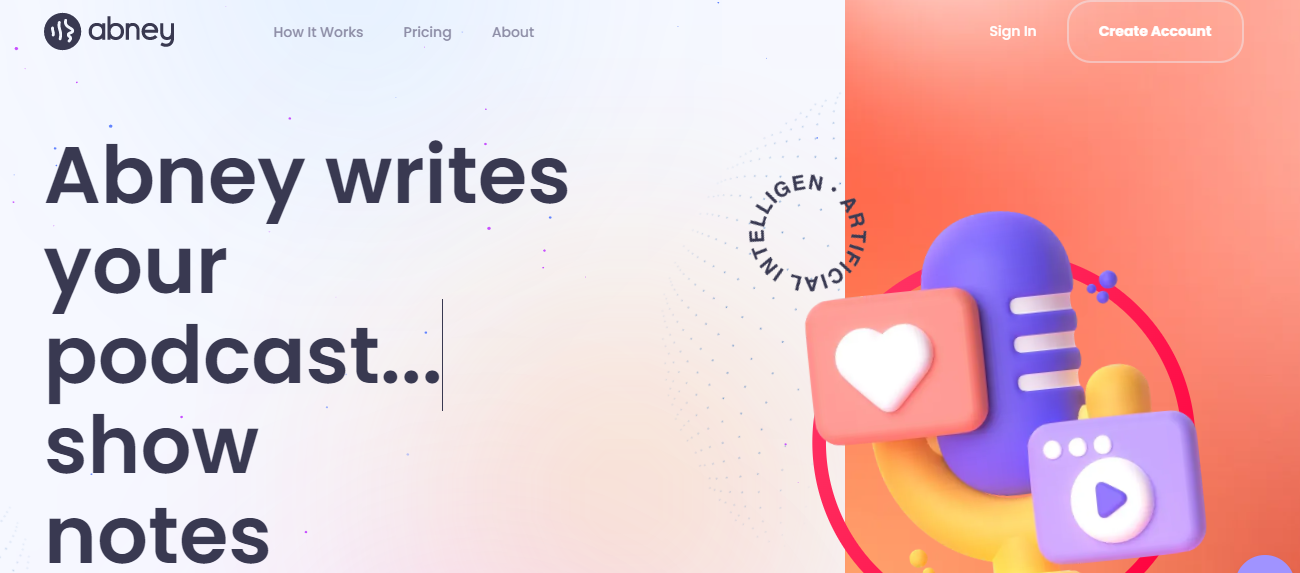 abney
How It Works Pricing About Sign In Create Account
Abney writes
your
podcast...
show
notes
ARTIFICIAL INTELLIGEN •